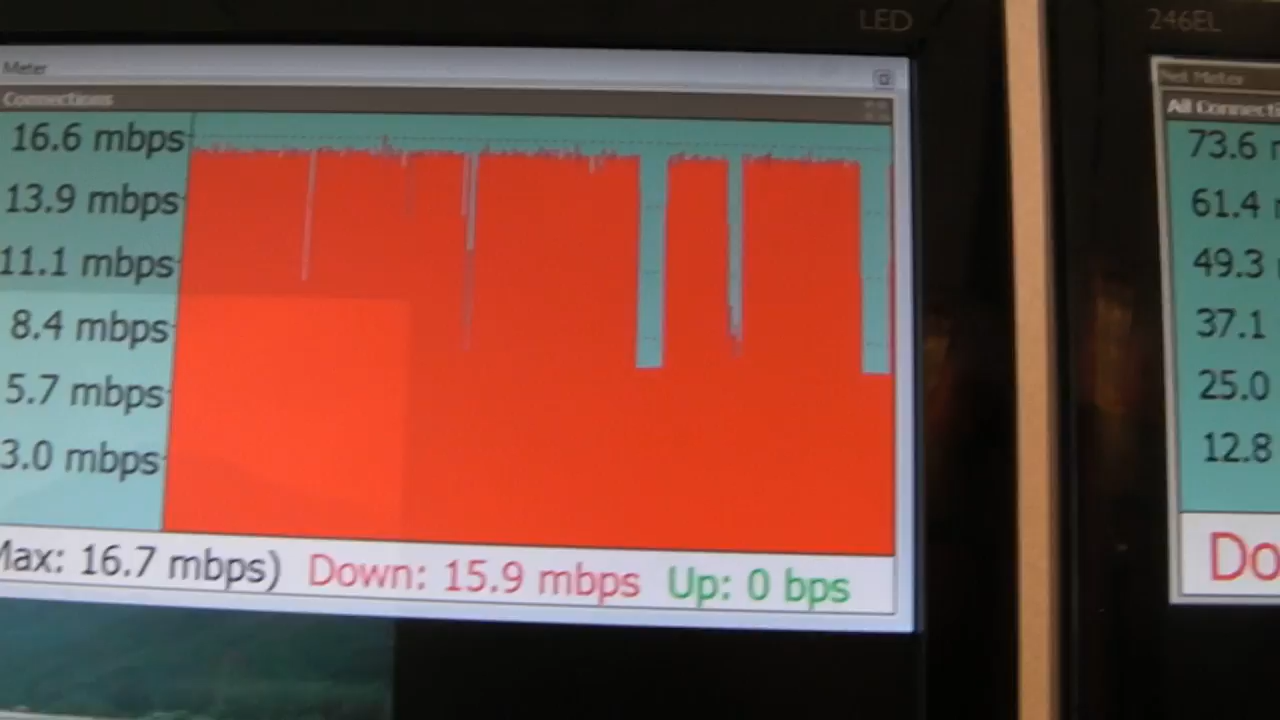 LED
246EL
Meter
Connections
16.6 mbps
13.9 mbps
11.1 mbps
8.4 mbps
5.7 mbps
3.0 mbps
Max: 16.7 mbps) Down: 15.9 mbps Up: 0 bps
Net Meter
All Connecti
73.6
61.4
49.3
37.1
25.0
12.8
Do